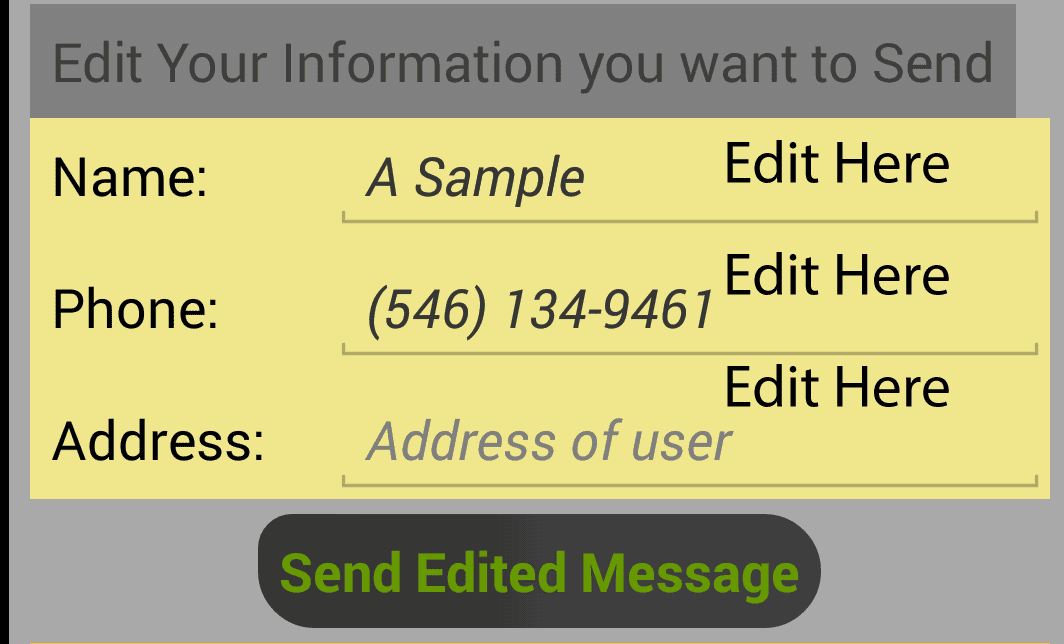 Edit Your Information you want to Send
Name: A Sample Edit Here
Phone: (546) 134-9461 Edit Here
Edit Here
Address: Address of user
Send Edited Message